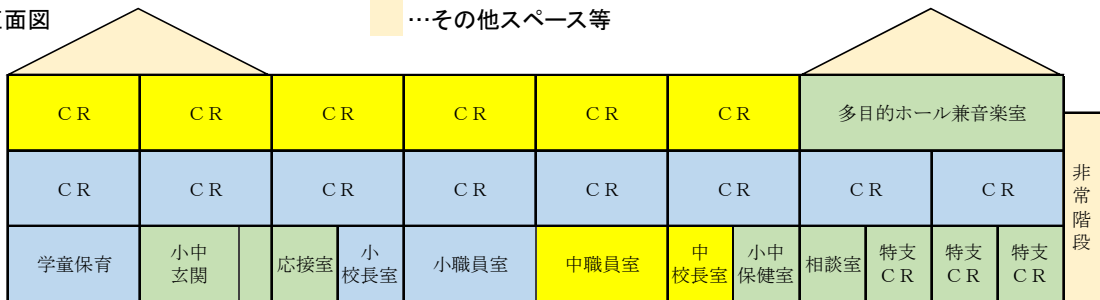 面図
…その他スペース等
ＣＲ ＣＲ ＣＲ ＣＲ ＣＲ ＣＲ 多目的ホール兼音楽室
ＣＲ ＣＲ ＣＲ ＣＲ ＣＲ ＣＲ ＣＲ ＣＲ
非常階段
学童保育
小中
玄関
応接室
小
校長室
小職員室
中職員室
中
校長室
小中
保健室
相談室
特支
ＣＲ
特支
ＣＲ
特支
ＣＲ